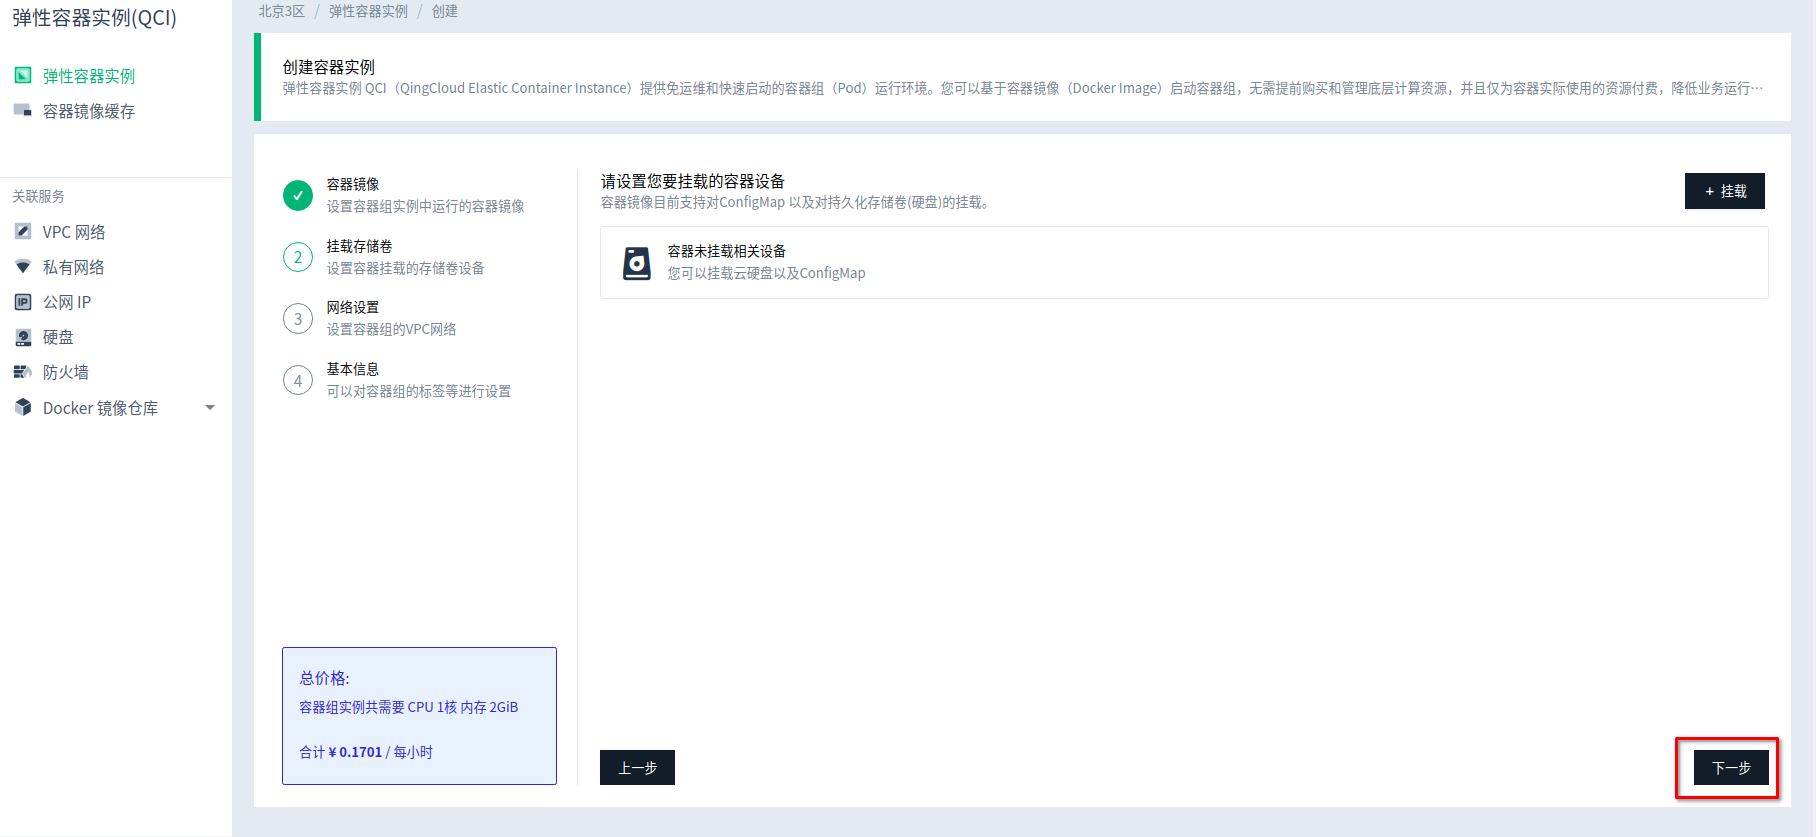 弹性容器实例(QCI)
弹性容器实例
容器镜像缓存
关联服务
VPC 网络
私有网络
IP 公网 IP
硬盘
防火墙
Docker 镜像仓库
北京3区 / 弹性容器实例 / 创建
创建容器实例
弹性容器实例 QCI（QingCloud Elastic Container Instance）提供免运维和快速启动的容器组（Pod）运行环境。您可以基于容器镜像（Docker Image）启动容器组，无需提前购买和管理底层计算资源，并且仅为容器实际使用的资源付费，降低业务运行…
容器镜像
设置容器组实例中运行的容器镜像
2 挂载存储卷
设置容器挂载的存储卷设备
3 网络设置
设置容器组的VPC网络
4 基本信息
可以对容器组的标签等进行设置
总价格:
容器组实例共需要 CPU 1核 内存 2GiB
合计 ¥ 0.1701 / 每小时
请设置您要挂载的容器设备
容器镜像目前支持对ConfigMap 以及对持久化存储卷(硬盘)的挂载。
+ 挂载
容器未挂载相关设备
您可以挂载云硬盘以及ConfigMap
上一步
下一步